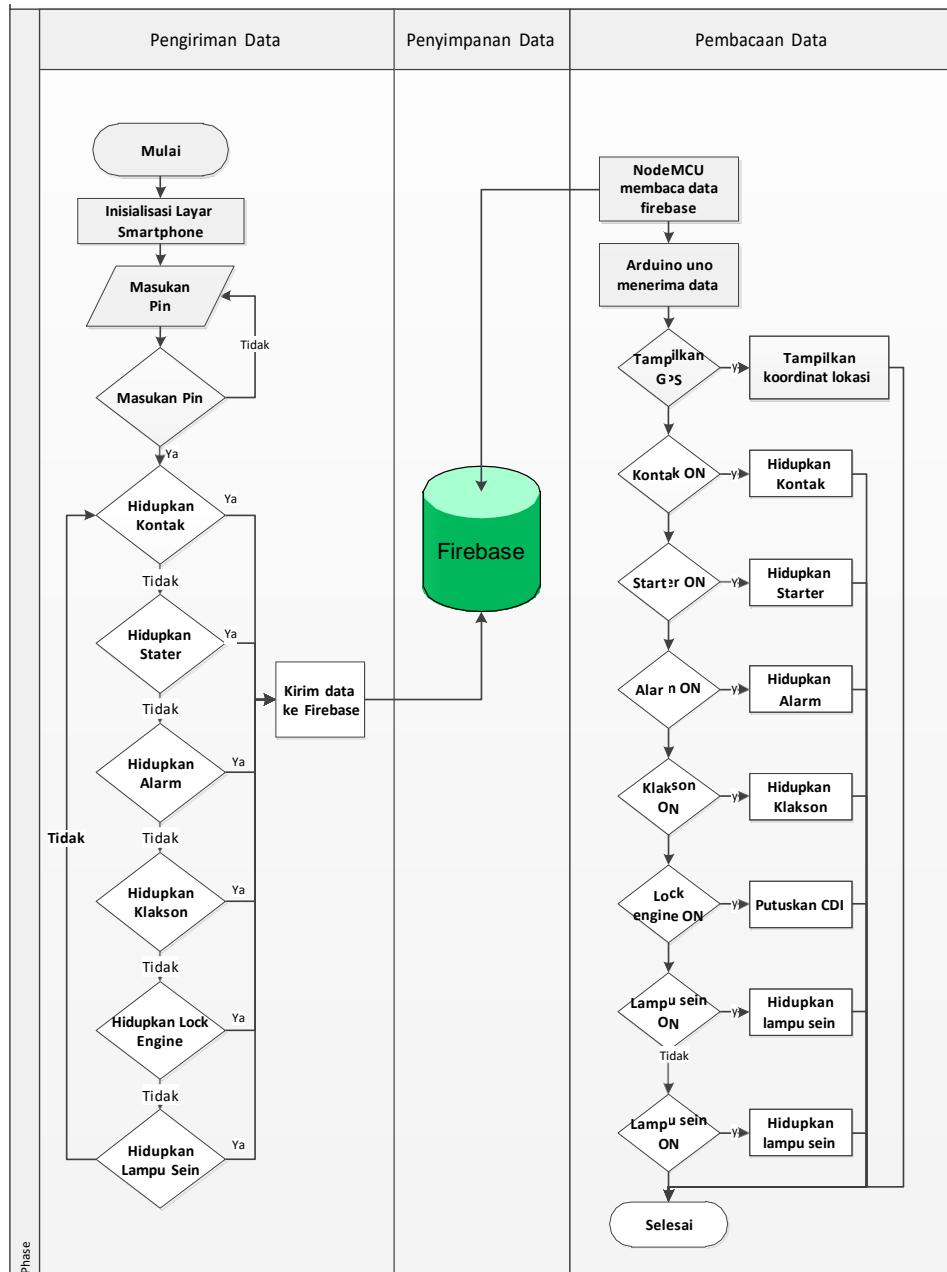 Pengiriman Data
Penyimpanan Data
Pembacaan Data
Mulai
Inisialisasi Layar
Smartphone
Masukan
Pin
Tidak
Masukan Pin
Ya
Hidupkan
Kontak
Ya
Tidak
Hidupkan
Stater
Ya
Tidak
Hidupkan
Alarm
Ya
Tidak
Tidak
Hidupkan
Klakson
Ya
Tidak
Hidupkan Lock
Engine
Ya
Tidak
Hidupkan
Lampu Sein
Ya
Kirim data
ke Firebase
Firebase
NodeMCU
membaca data
firebase
Arduino uno
menerima data
Tampilkan
GPS
y
Tampilkan
koordinat lokasi
Kontak ON
y
Hidupkan
Kontak
Starter ON
y
Hidupkan
Starter
Alarm ON
y
Hidupkan
Alarm
Klakson
ON
y
Hidupkan
Klakson
Lock
engine ON
y
Putuskan CDI
Lampu sein
ON
y
Hidupkan
lampu sein
Tidak
Lampu sein
ON
y
Hidupkan
lampu sein
Selesai
Phase